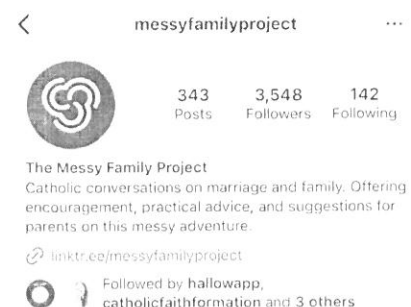 messyfamilyproject
343 3,548 142
Posts Followers Following
The Messy Family Project
Catholic conversations on marriage and family. Offering
encouragement, practical advice, and suggestions for
parents on this messy adventure.
linktr.ee/messyfamilyproject
Followed by hallowapp,
catholicfaithformation and 3 others